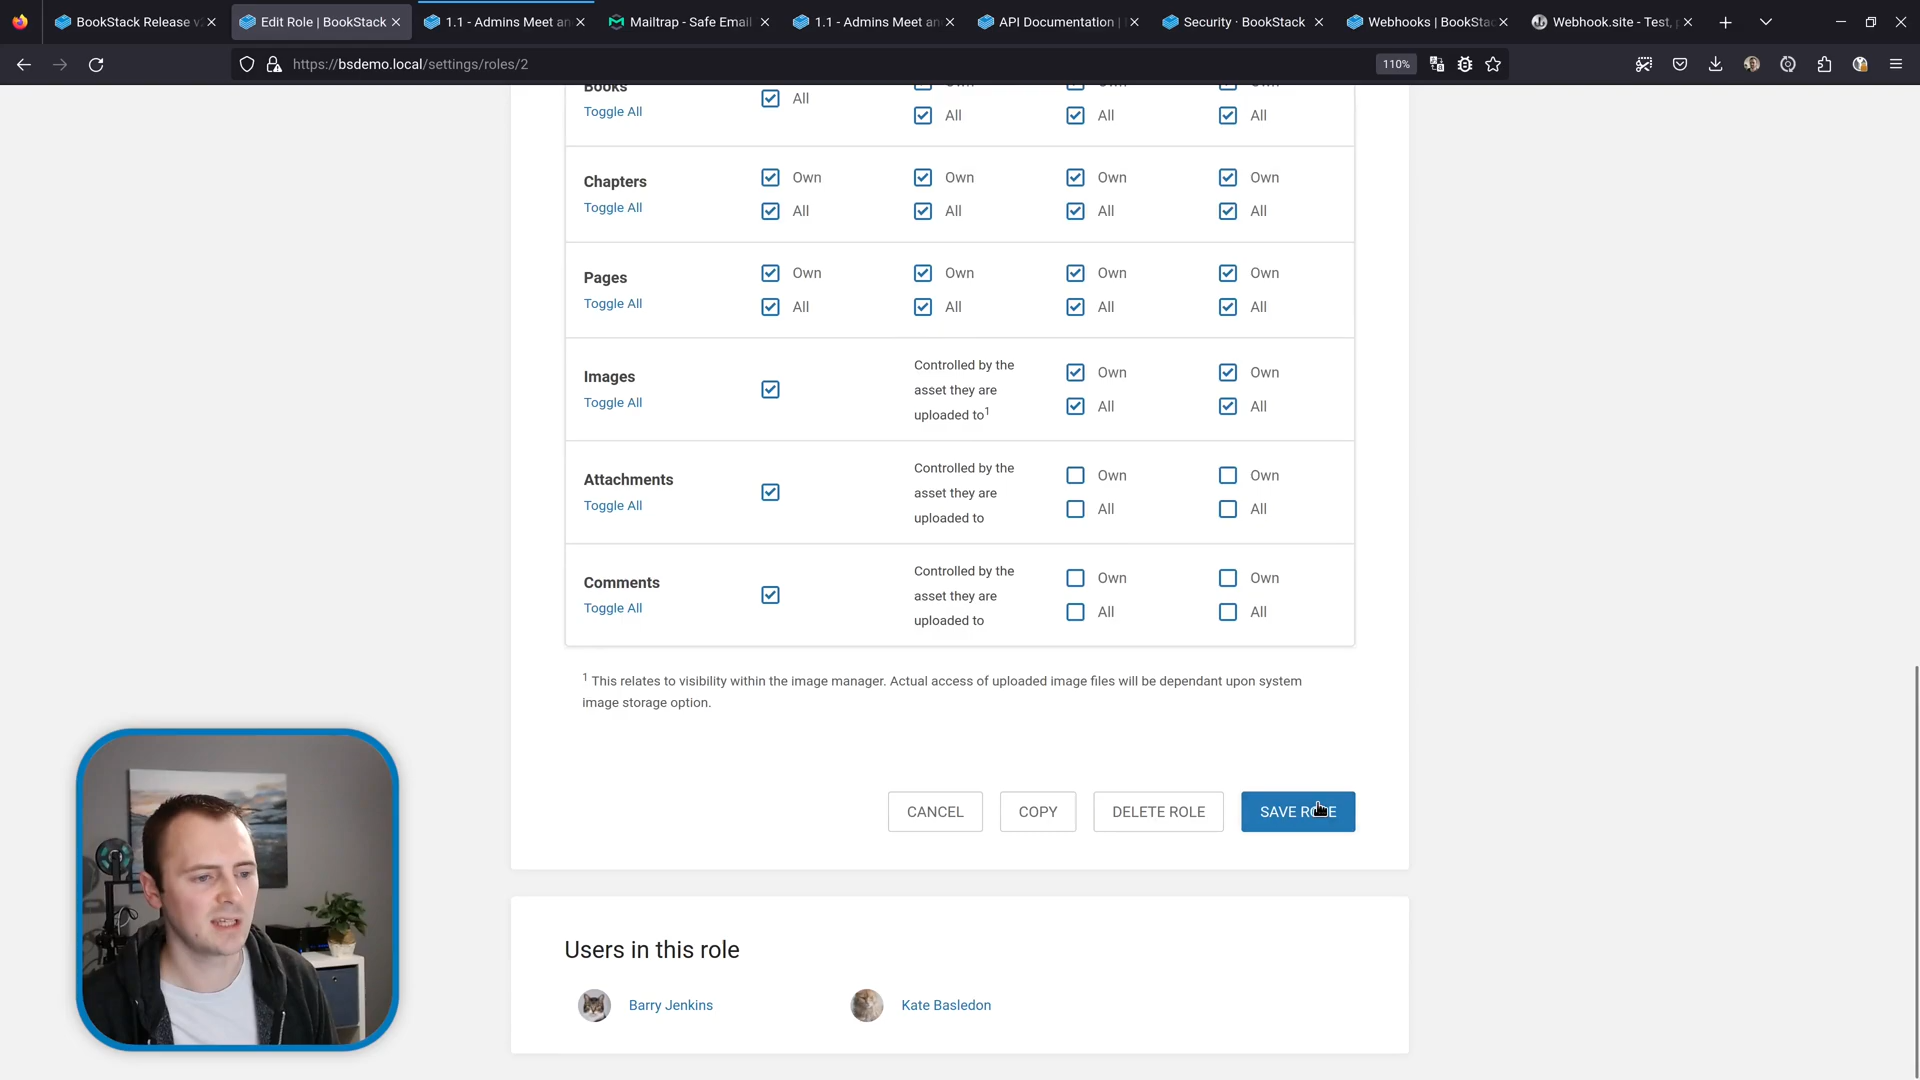 BookStack Release v2
Edit Role | BookStack
1.1 - Admins Meet an
Mailtrap - Safe Email
1.1 - Admins Meet an
API Documentation |
Security · BookStack
Webhooks | BookStac
Webhook.site - Test,
https://bsdemo.local/settings/roles/2
110%
Books
Toggle All
All
Own
All
Own
All
Own
All
Chapters
Toggle All
Own
All
Own
All
Own
All
Own
All
Pages
Toggle All
Own
All
Own
All
Own
All
Own
All
Images
Toggle All
Controlled by the
asset they are
uploaded to1
Own
All
Own
All
Attachments
Toggle All
Controlled by the
asset they are
uploaded to
Own
All
Own
All
Comments
Toggle All
Controlled by the
asset they are
uploaded to
Own
All
Own
All
1 This relates to visibility within the image manager. Actual access of uploaded image files will be dependant upon system
image storage option.
CANCEL
COPY
DELETE ROLE
SAVE ROLE
Users in this role
Barry Jenkins
Kate Basledon